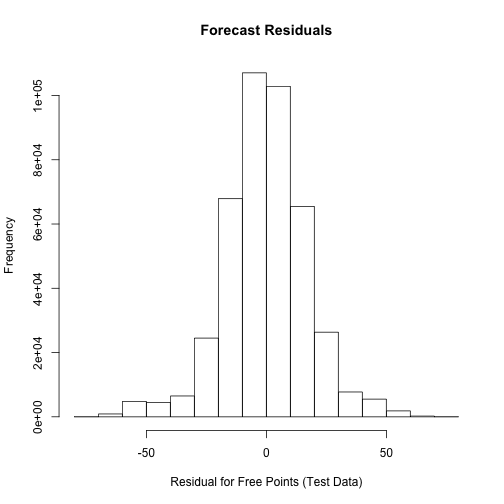 Forecast Residuals
Frequency
1e+05
8e+04
6e+04
4e+04
2e+04
0e+00
-50
0
50
Residual for Free Points (Test Data)